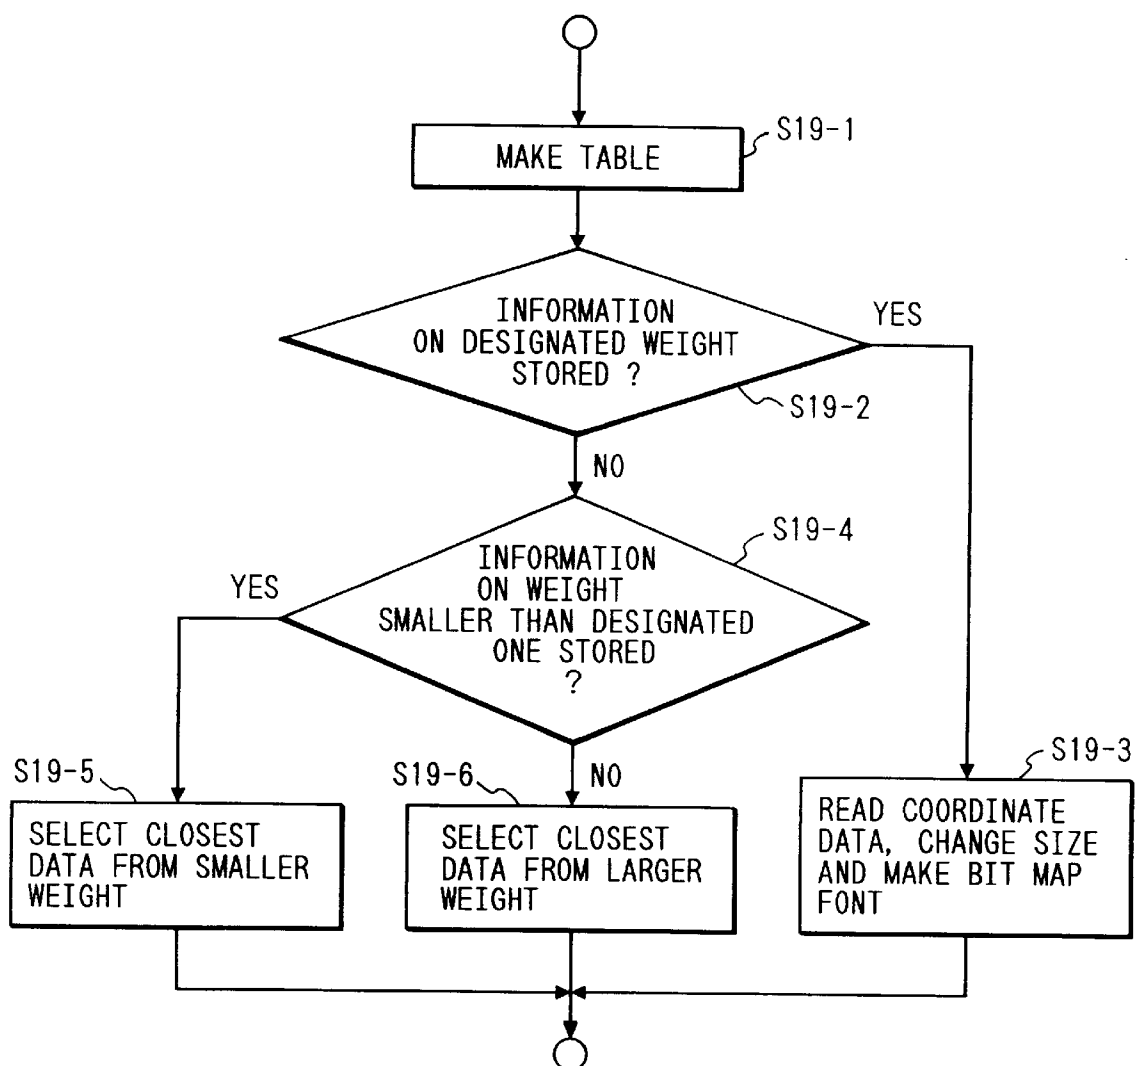 S19-1
MAKE TABLE
INFORMATION
ON DESIGNATED WEIGHT
STORED ?
YES
S19-2
NO
S19-4
INFORMATION
ON WEIGHT
SMALLER THAN DESIGNATED
ONE STORED
?
YES
NO
S19-5
SELECT CLOSEST
DATA FROM SMALLER
WEIGHT
S19-6
SELECT CLOSEST
DATA FROM LARGER
WEIGHT
S19-3
READ COORDINATE
DATA, CHANGE SIZE
AND MAKE BIT MAP
FONT